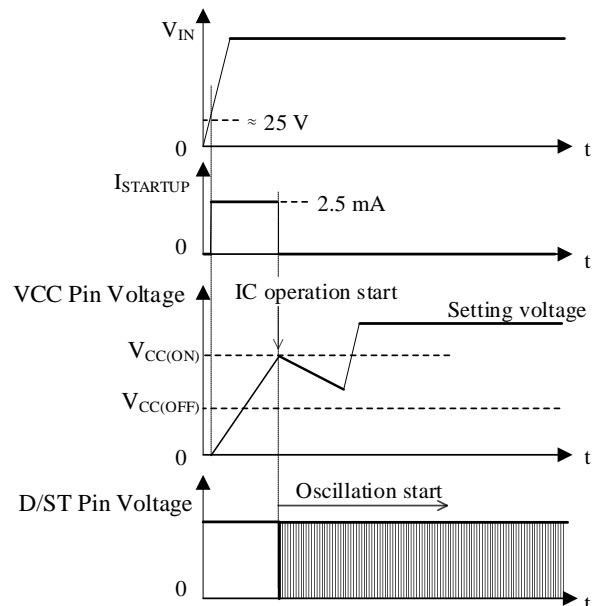 V_IN
≈ 25 V
0
t
I_STARTUP
2.5 mA
0
t
VCC Pin Voltage
IC operation start
Setting voltage
V_CC(ON)
V_CC(OFF)
0
t
D/ST Pin Voltage
Oscillation start
0
t